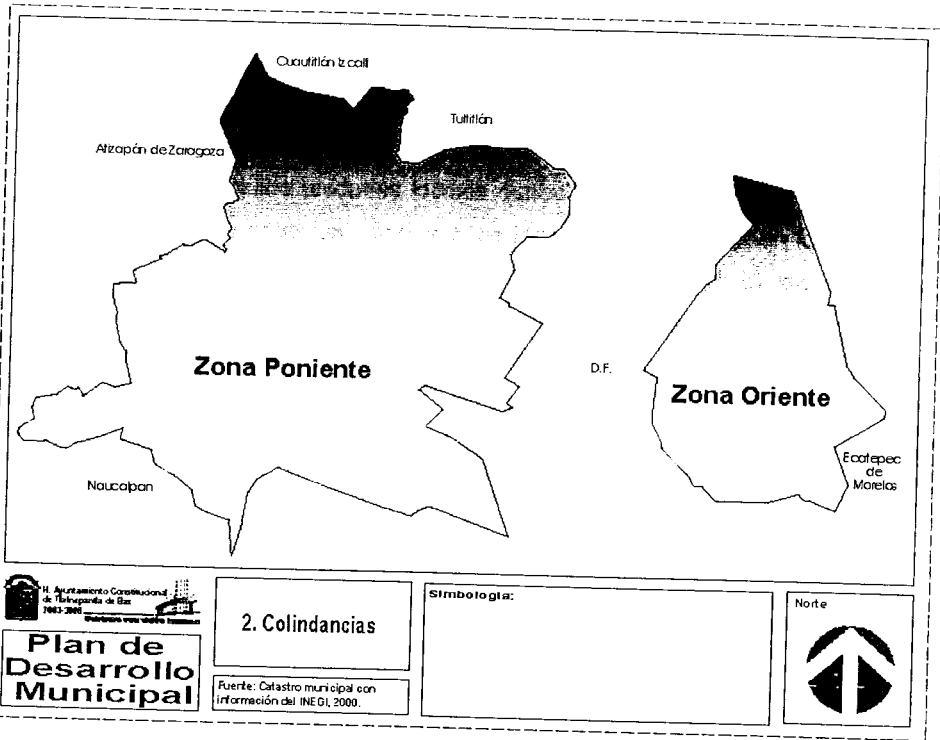 Cuautitlán Izcalli
Tultitlán
Atizapán de Zaragoza
Zona Poniente
D.F.
Zona Oriente
Ecatepec
de
Morelos
Naucalpan
H. Ayuntamiento Constitucional
de Tlalnepantla de Baz
2003-2006
Plan de
Desarrollo
Municipal
2. Colindancias
Fuente: Catastro municipal con
información del INEGI, 2000.
Simbología:
Norte